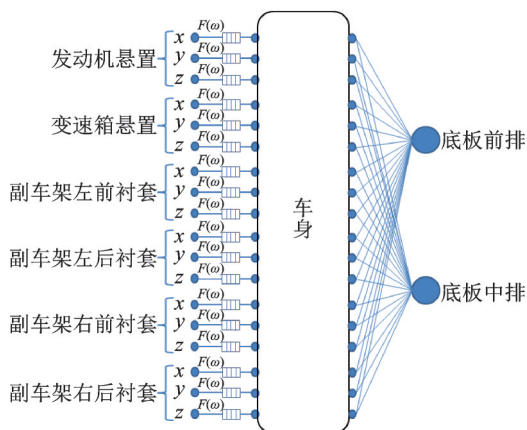 F(ω)
x
F(ω)
发动机悬置 y
F(ω)
z
F(ω)
x
F(ω)
变速箱悬置 y
F(ω)
z
底板前排
F(ω)
x
F(ω)
副车架左前衬套 y
F(ω)
z
车身
F(ω)
x
F(ω)
副车架左后衬套 y
F(ω)
z
底板中排
F(ω)
x
F(ω)
副车架右前衬套 y
F(ω)
z
F(ω)
x
F(ω)
副车架右后衬套 y
F(ω)
z